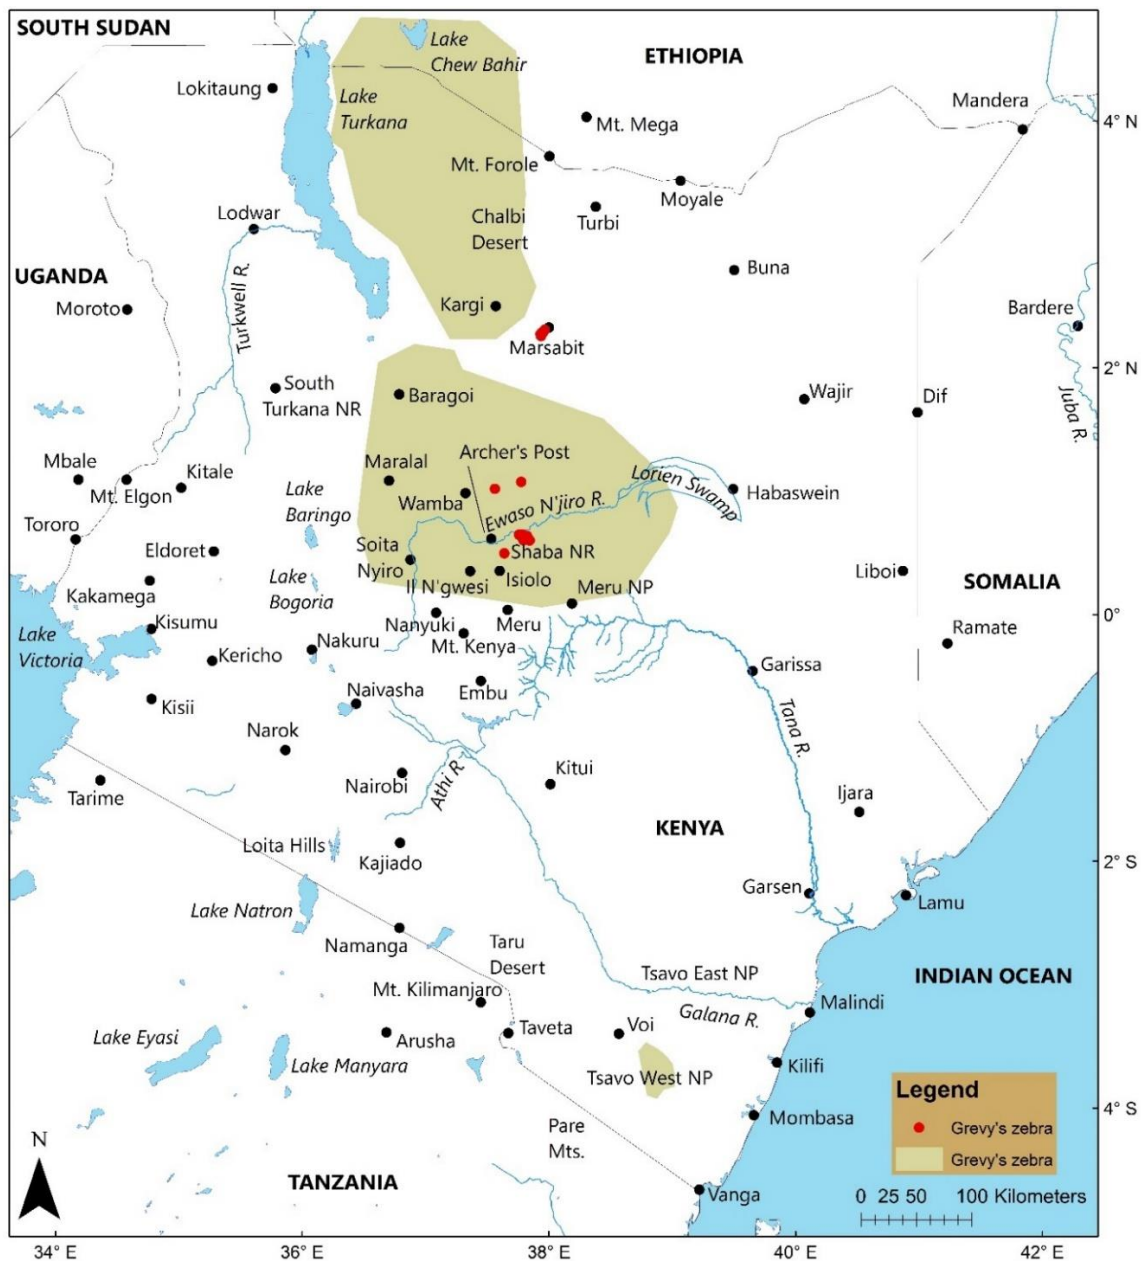 SOUTH SUDAN
Lake
Chew Bahir
ETHIOPIA
Lokitaung
Lake
Turkana
Mandera
4° N
Mt. Mega
Mt. Forole
Moyale
Lodwar
Chalbi
Desert
Turbi
UGANDA
Turkwell R.
Buna
Moroto
Kargi
Bardere
Marsabit
2° N
South
Turkana NR
Baragoi
Wajir
Dif
Juba R.
Archer's Post
Mbale
Mt. Elgon
Kitale
Maralal
Wamba
Lorien Swamp
Habaswein
Lake
Baringo
Ewaso N'jiro R.
Tororo
Eldoret
Soita
Nyiro
Shaba NR
Il N'gwesi
Isiolo
Liboi
SOMALIA
Kakamega
Lake
Bogoria
Meru NP
0°
Kisumu
Nanyuki
Meru
Ramate
Lake
Victoria
Kericho
Nakuru
Mt. Kenya
Garissa
Kisii
Naivasha
Embu
Tana R.
Narok
Tarime
Nairobi
Athi R.
Kitui
Ijara
KENYA
Loita Hills
Kajiado
2° S
Lake Natron
Garsen
Lamu
Namanga
Taru
Desert
Tsavo East NP
INDIAN OCEAN
Mt. Kilimanjaro
Malindi
Galana R.
Lake Eyasi
Arusha
Taveta
Voi
Lake Manyara
Tsavo West NP
Kilifi
Legend
Grevy's zebra
Grevy's zebra
Mombasa
4° S
N
Pare
Mts.
TANZANIA
Vanga
0 25 50 100 Kilometers
34° E 36° E 38° E 40° E 42° E